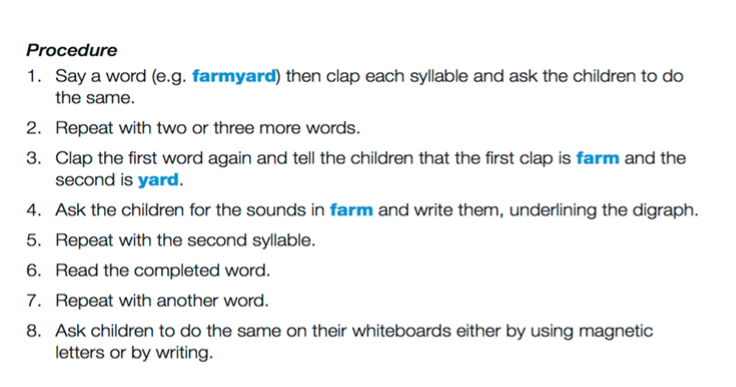 Procedure
1. Say a word (e.g. farmyard) then clap each syllable and ask the children to do
the same.
2. Repeat with two or three more words.
3. Clap the first word again and tell the children that the first clap is farm and the
second is yard.
4. Ask the children for the sounds in farm and write them, underlining the digraph.
5. Repeat with the second syllable.
6. Read the completed word.
7. Repeat with another word.
8. Ask children to do the same on their whiteboards either by using magnetic
letters or by writing.